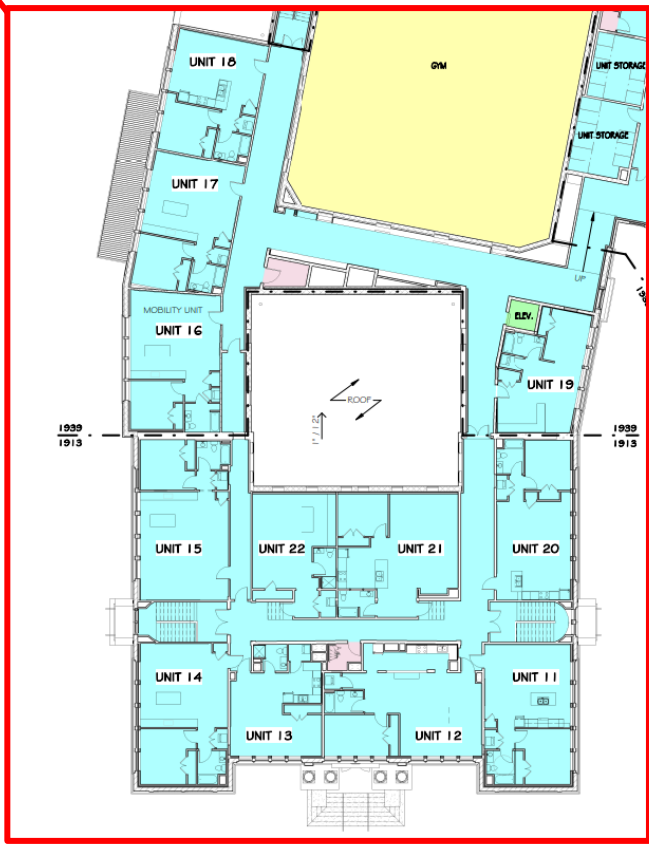 UNIT 18
GYM
UNIT STORAGE
UNIT STORAGE
UNIT 17
UP
MOBILITY UNIT
UNIT 16
ELEV.
UNIT 19
ROOF
1" / 12"
1939
1913
1939
1913
UNIT 15
UNIT 22
UNIT 21
UNIT 20
UNIT 14
UNIT 13
UNIT 12
UNIT 11